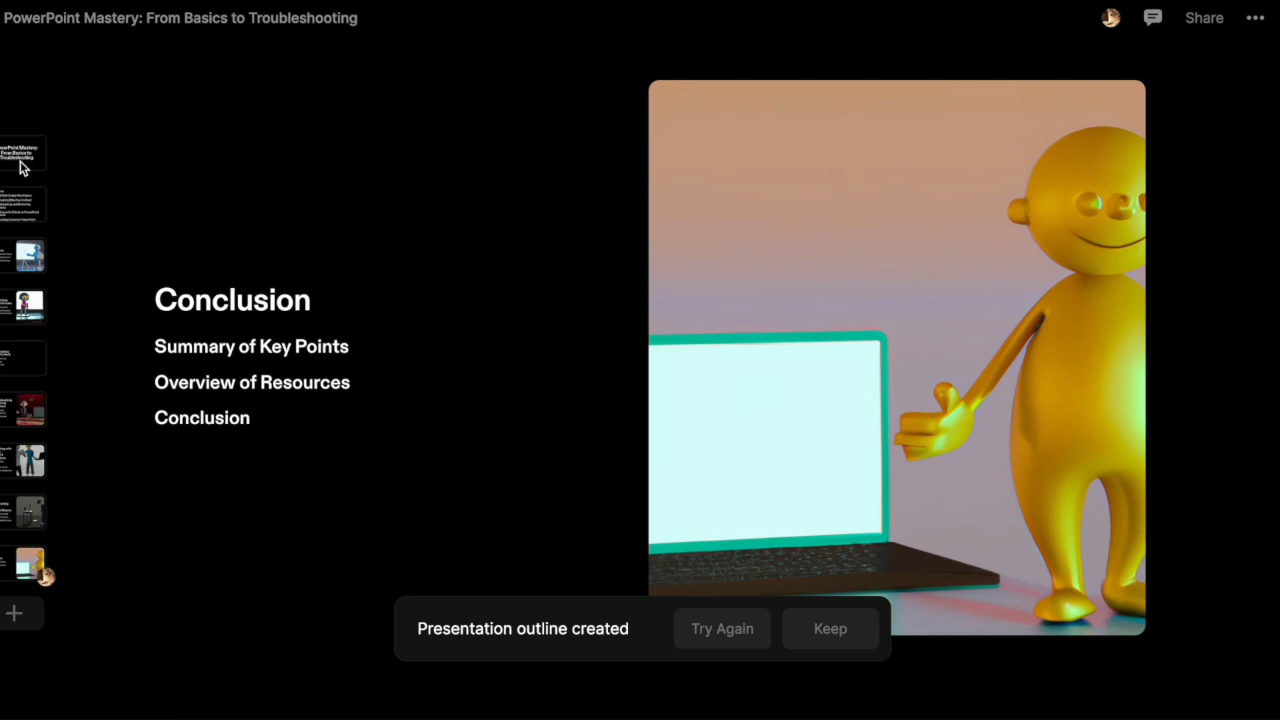 PowerPoint Mastery: From Basics to Troubleshooting
Share
Conclusion
Summary of Key Points
Overview of Resources
Conclusion
Presentation outline created
Try Again
Keep